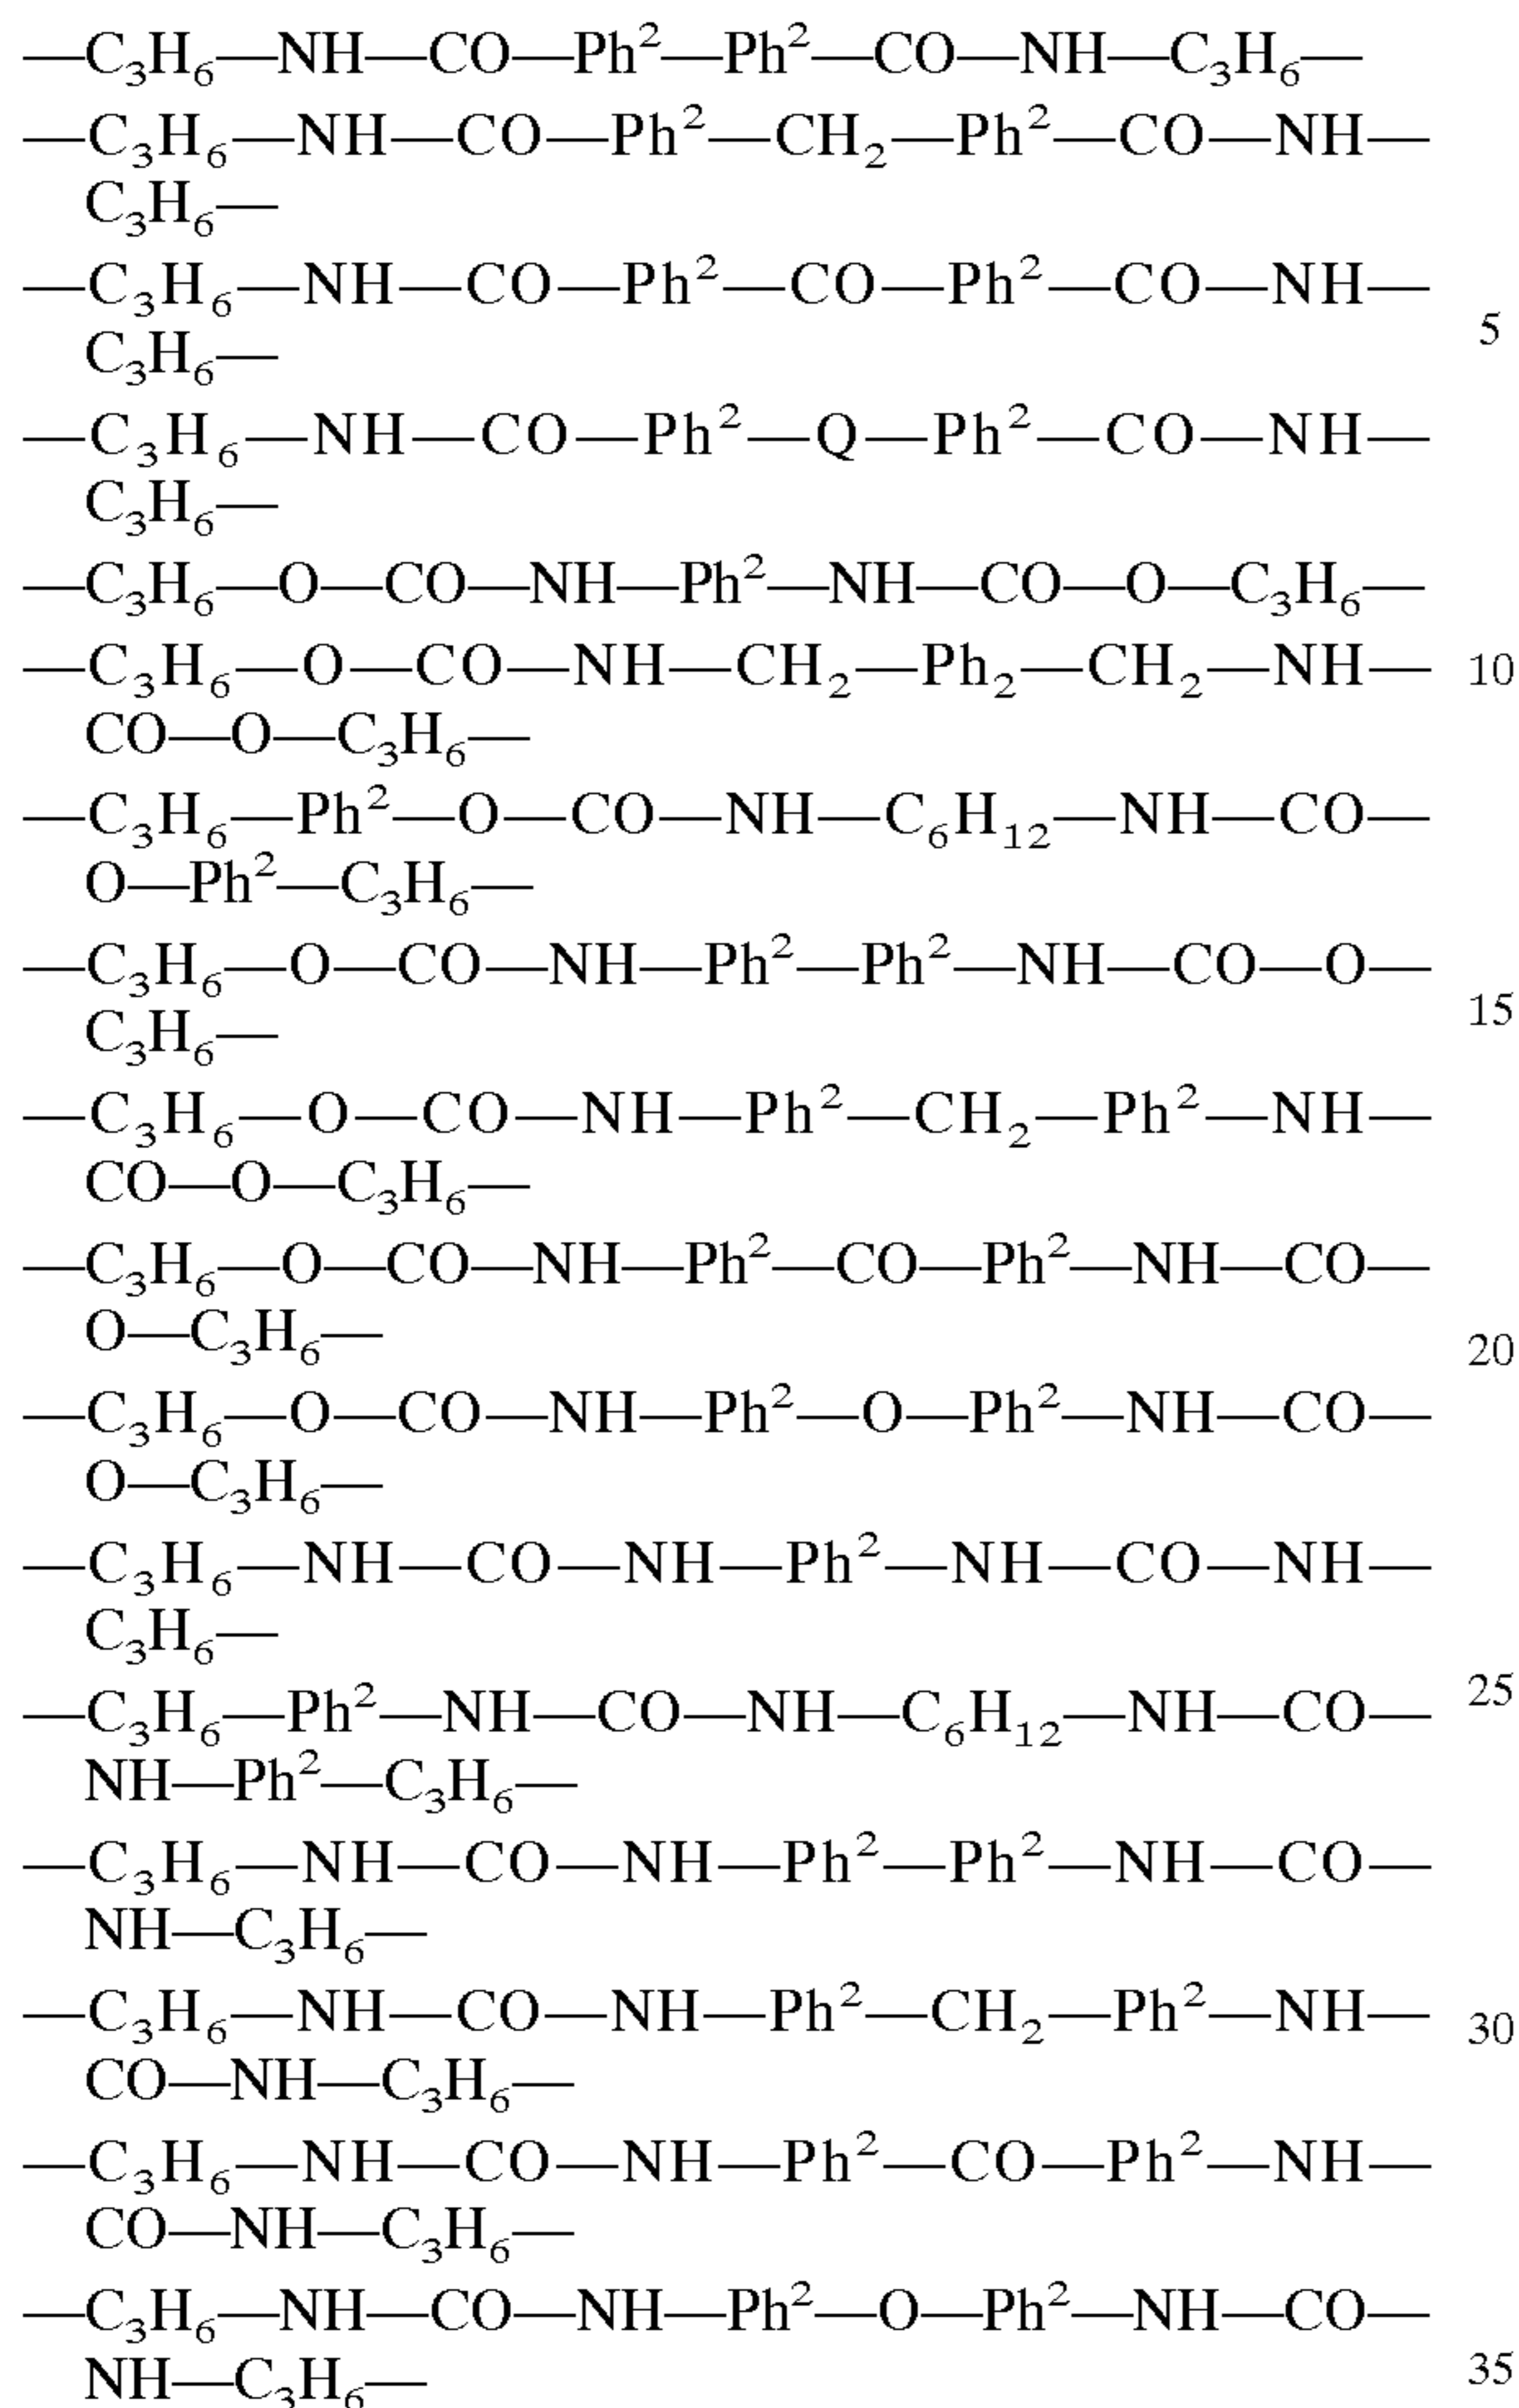 —C₃H₆—NH—CO—Ph²—Ph²—CO—NH—C₃H₆—
—C₃H₆—NH—CO—Ph²—CH₂—Ph²—CO—NH—
C₃H₆—
—C₃H₆—NH—CO—Ph²—CO—Ph²—CO—NH—
5
C₃H₆—
—C₃H₆—NH—CO—Ph²—Q—Ph²—CO—NH—
C₃H₆—
—C₃H₆—O—CO—NH—Ph²—NH—CO—O—C₃H₆—
—C₃H₆—O—CO—NH—CH₂—Ph₂—CH₂—NH— 10
CO—O—C₃H₆—
—C₃H₆—Ph²—O—CO—NH—C₆H₁₂—NH—CO—
O—Ph²—C₃H₆—
—C₃H₆—O—CO—NH—Ph²—Ph²—NH—CO—O—
15
C₃H₆—
—C₃H₆—O—CO—NH—Ph²—CH₂—Ph²—NH—
CO—O—C₃H₆—
—C₃H₆—O—CO—NH—Ph²—CO—Ph²—NH—CO—
O—C₃H₆—
20
—C₃H₆—O—CO—NH—Ph²—O—Ph²—NH—CO—
O—C₃H₆—
—C₃H₆—NH—CO—NH—Ph²—NH—CO—NH—
C₃H₆—
25
—C₃H₆—Ph²—NH—CO—NH—C₆H₁₂—NH—CO—
NH—Ph²—C₃H₆—
—C₃H₆—NH—CO—NH—Ph²—Ph²—NH—CO—
NH—C₃H₆—
—C₃H₆—NH—CO—NH—Ph²—CH₂—Ph²—NH— 30
CO—NH—C₃H₆—
—C₃H₆—NH—CO—NH—Ph²—CO—Ph²—NH—
CO—NH—C₃H₆—
—C₃H₆—NH—CO—NH—Ph²—O—Ph²—NH—CO—
NH—C₃H₆— 35